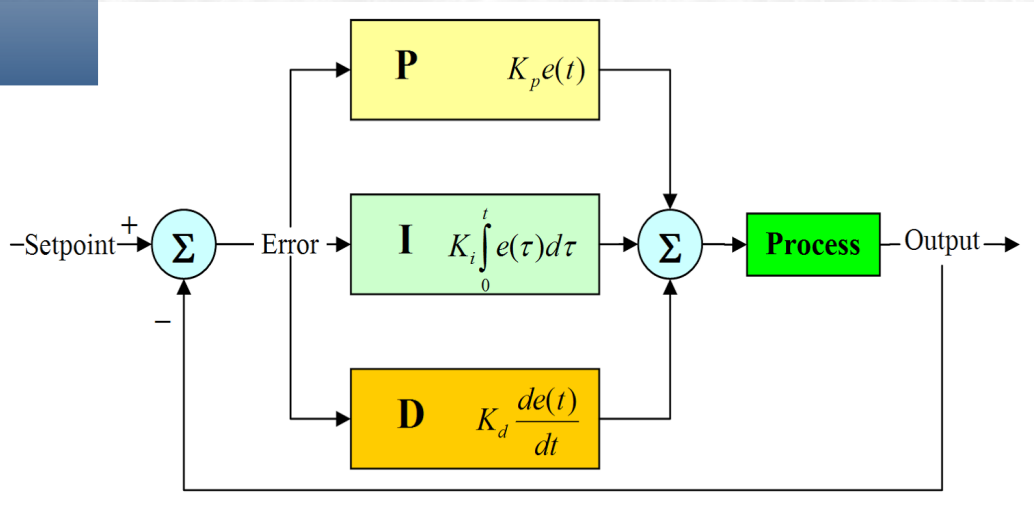 P K_p e(t)
+
–Setpoint
Σ
Error
I K_i ∫_0^t e(τ)dτ
Σ
Process
Output
–
D K_d de(t)/dt